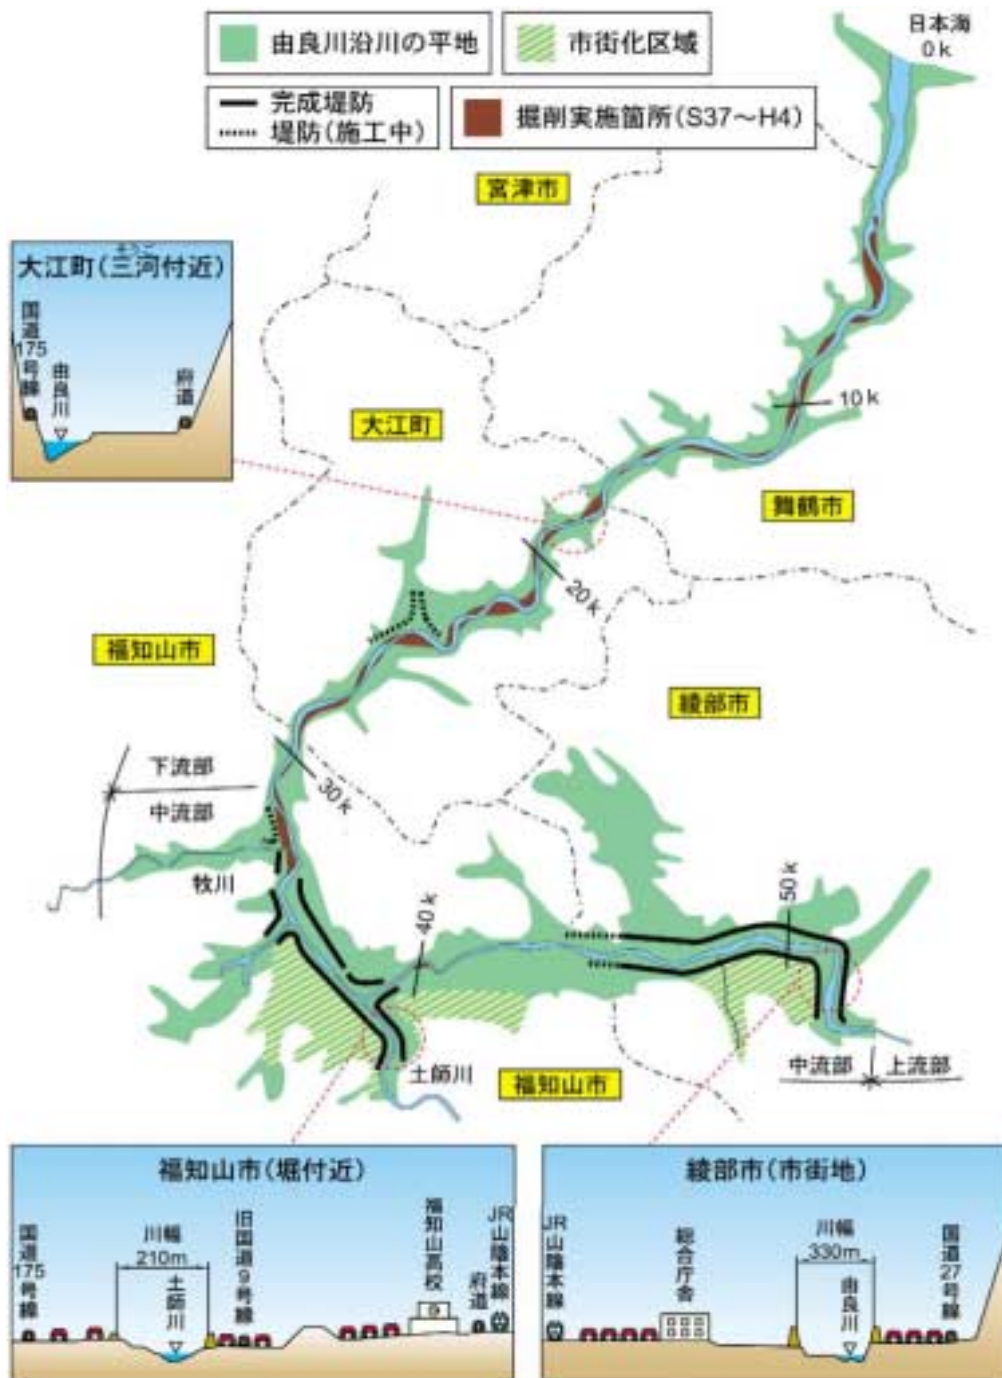 由良川沿川の平地
市街化区域
完成堤防
堤防(施工中)
掘削実施箇所(S37～H4)
日本海
0k
宮津市
そうご
大江町(三河付近)
国道175号線
由良川
府道
大江町
10k
舞鶴市
20k
福知山市
綾部市
30k
下流部
中流部
牧川
40k
50k
土師川
福知山市
中流部
上流部
福知山市(堀付近)
国道175号線
川幅
210m
土師川
旧国道9号線
福知山高校
府道
JR山陰本線
綾部市(市街地)
JR山陰本線
総合庁舎
川幅
330m
由良川
国道27号線